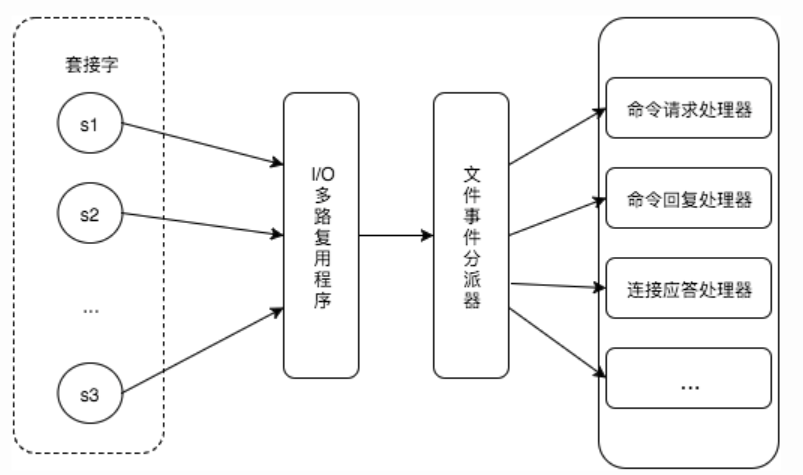 套接字
s1
s2
...
s3
I/O
多
路
复
用
程
序
文
件
事
件
分
派
器
命令请求处理器
命令回复处理器
连接应答处理器
...